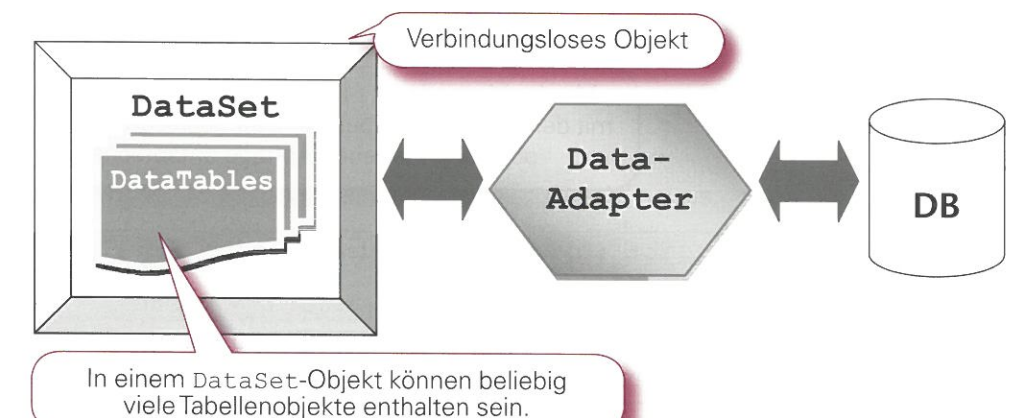 Verbindungsloses Objekt
DataSet
DataTables
Data-
Adapter
DB
In einem DataSet-Objekt können beliebig
viele Tabellenobjekte enthalten sein.